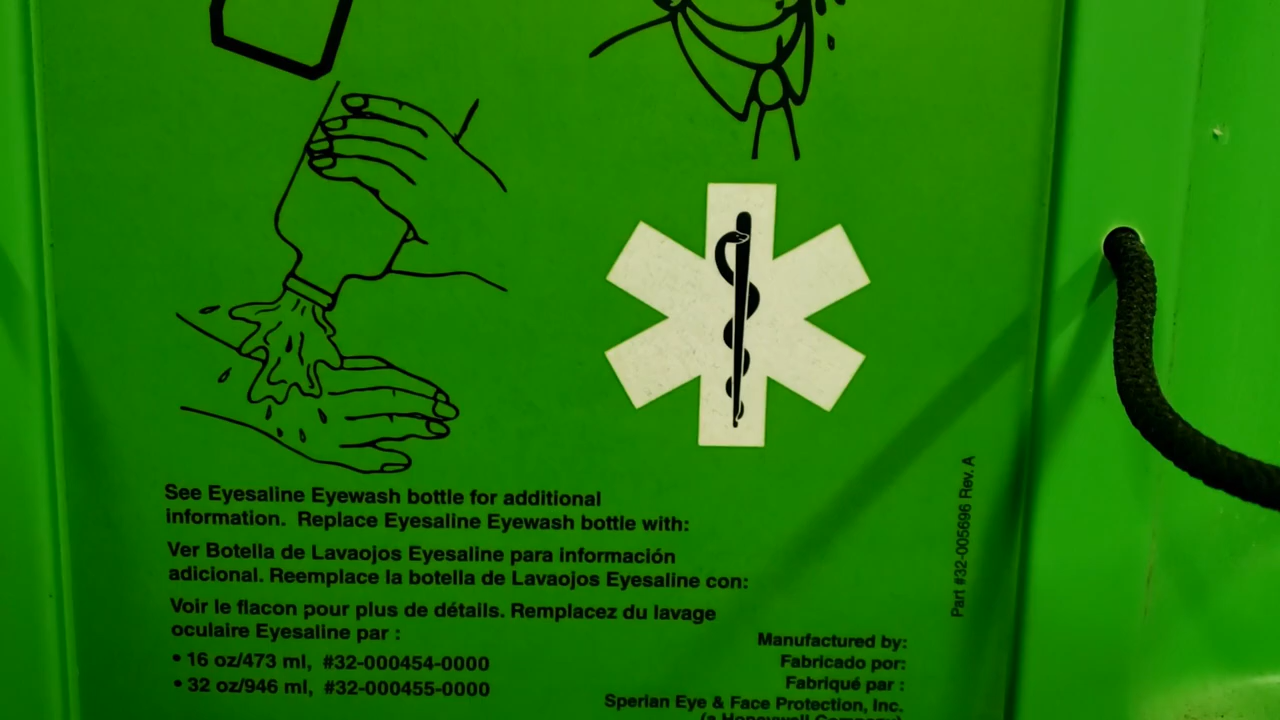 See Eyesaline Eyewash bottle for additional
information. Replace Eyesaline Eyewash bottle with:
Ver Botella de Lavaojos Eyesaline para información
adicional. Reemplace la botella de Lavaojos Eyesaline con:
Voir le flacon pour plus de détails. Remplacez du lavage
oculaire Eyesaline par :
• 16 oz/473 ml, #32-000454-0000
• 32 oz/946 ml, #32-000455-0000
Manufactured by:
Fabricado por:
Fabriqué par :
Sperian Eye & Face Protection, Inc.
(a Honeywell Company)
Part #32-005696 Rev. A